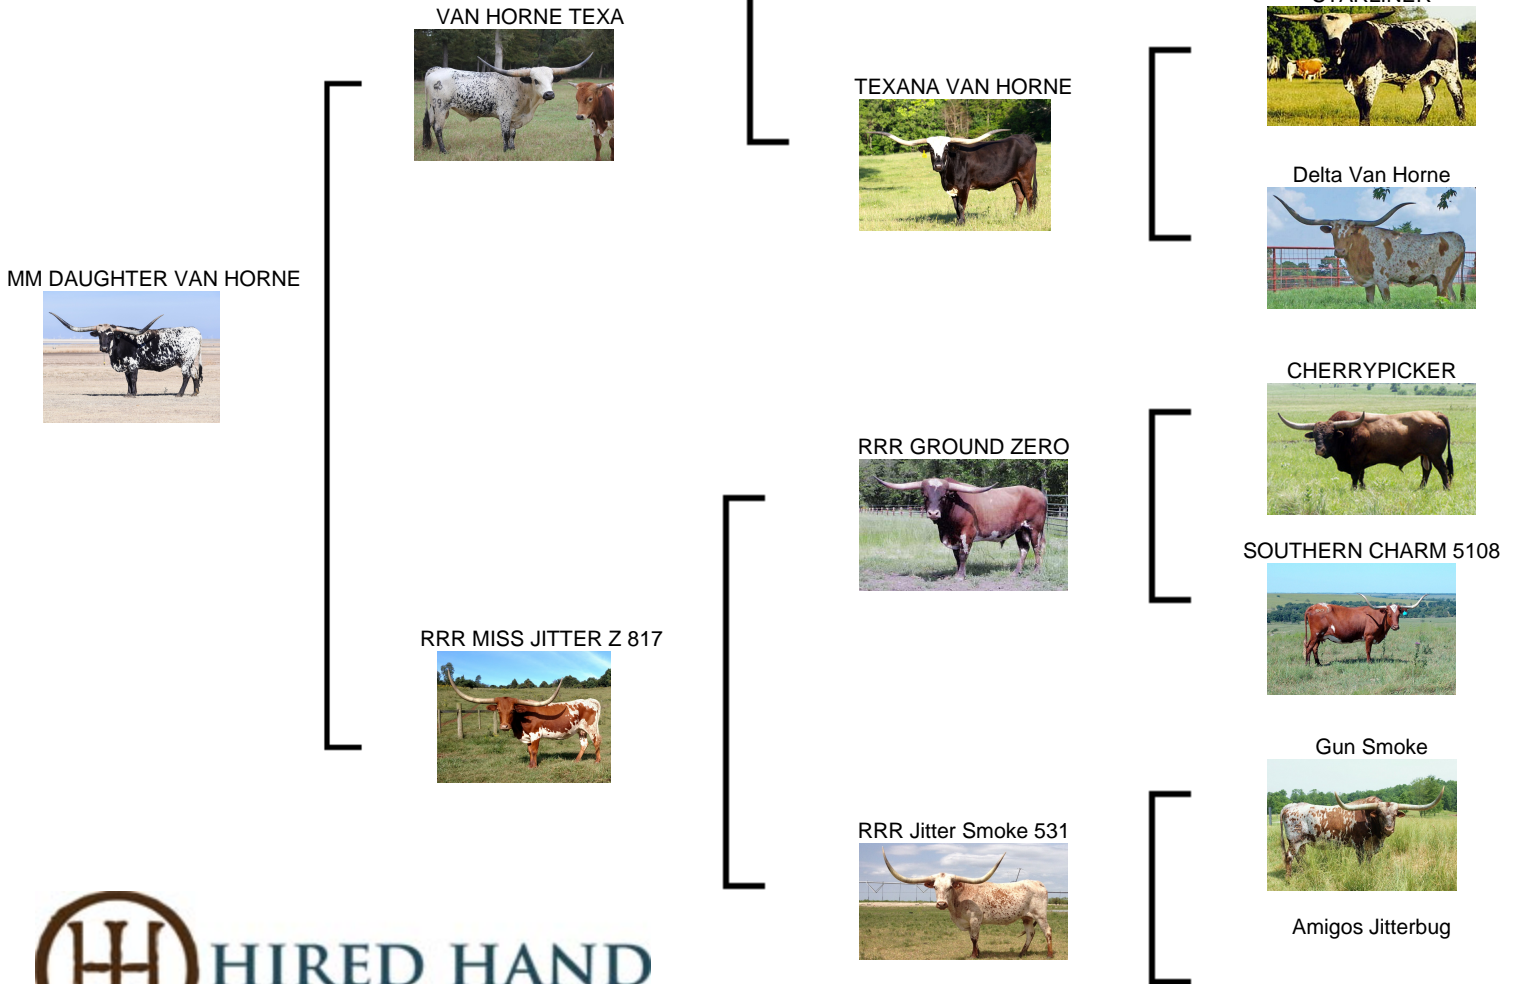 VAN HORNE TEXA
TEXANA VAN HORNE
Delta Van Horne
MM DAUGHTER VAN HORNE
CHERRYPICKER
RRR GROUND ZERO
SOUTHERN CHARM 5108
RRR MISS JITTER Z 817
Gun Smoke
RRR Jitter Smoke 531
Amigos Jitterbug
HIRED HAND